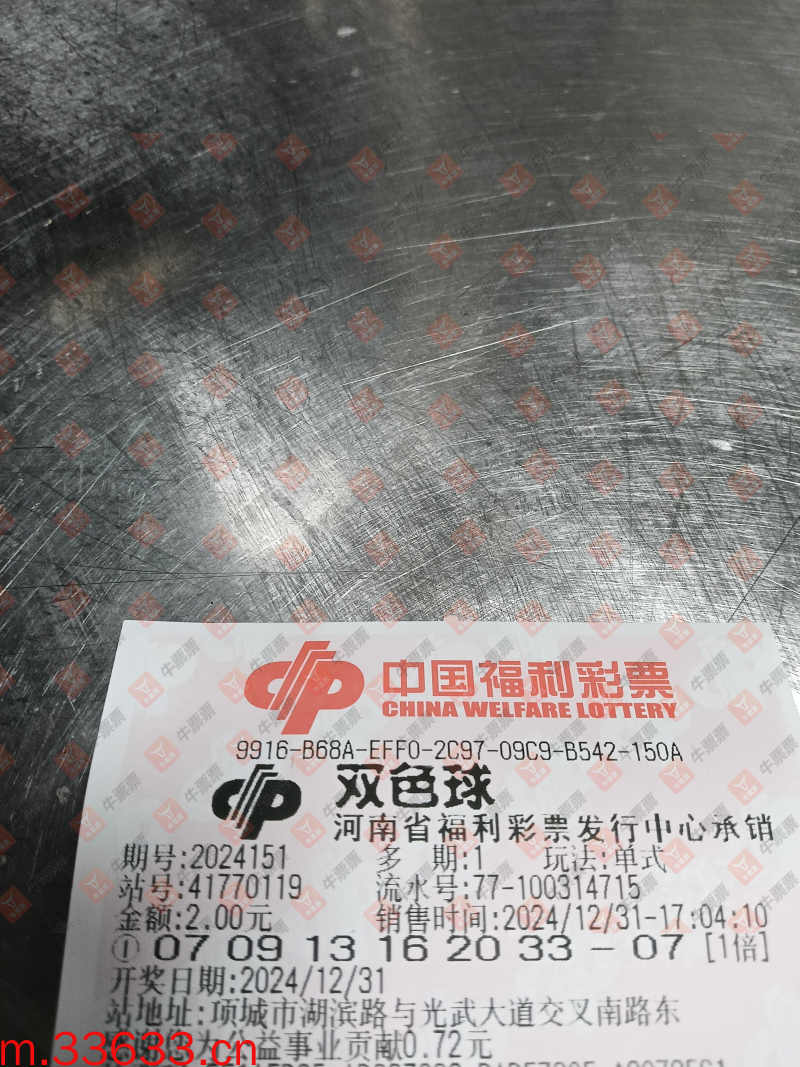 中国福利彩票
CHINA WELFARE LOTTERY
9916-B68A-EFF0-2C97-09C9-B542-150A
双色球
河南省福利彩票发行中心承销
期号:2024151 多 期:1 玩法:单式
站号:41770119 流水号:77-100314715
金额:2.00元 销售时间:2024/12/31-17:04:10
① 07 09 13 16 20 33 - 07 [1倍]
开奖日期:2024/12/31
站地址:项城市湖滨路与光武大道交叉南路东
为公益事业贡献0.72元
m.33633.cn
牛票票